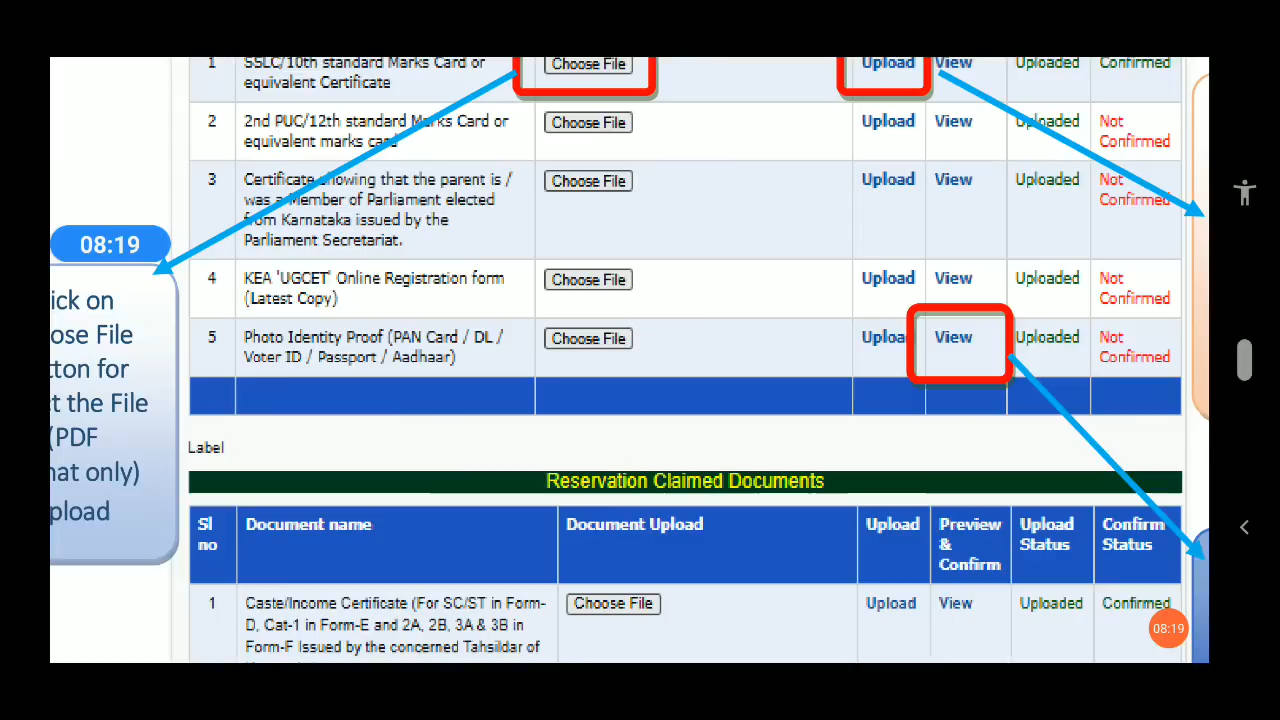 1 SSLC/10th standard Marks Card or Choose File Upload View Uploaded Confirmed
equivalent Certificate
2 2nd PUC/12th standard Marks Card or Choose File Upload View Uploaded Not
equivalent marks card Confirmed
3 Certificate showing that the parent is / Choose File Upload View Uploaded Not
was a Member of Parliament elected Confirmed
from Karnataka issued by the
Parliament Secretariat.
08:19
4 KEA 'UGCET' Online Registration form Choose File Upload View Uploaded Not
(Latest Copy) Confirmed
5 Photo Identity Proof (PAN Card / DL / Choose File Upload View Uploaded Not
Voter ID / Passport / Aadhaar) Confirmed
ick on
ose File
tton for
t the File
(PDF
nat only)
pload
Label
Reservation Claimed Documents
Sl Document name Document Upload Upload Preview Upload Confirm
no & Status Status
Confirm
1 Caste/Income Certificate (For SC/ST in Form- Choose File Upload View Uploaded Confirmed
D, Cat-1 in Form-E and 2A, 2B, 3A & 3B in
Form-F Issued by the concerned Tahsildar of
08:19